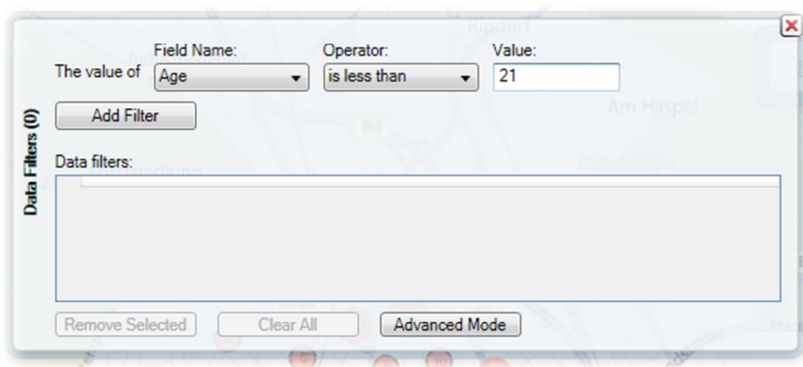 Ripdorf
Field Name: Operator: Value:
The value of Age is less than 21
Add Filter
Am Häspel
B4
Data Filters (0)
Data filters:
Remove Selected Clear All Advanced Mode